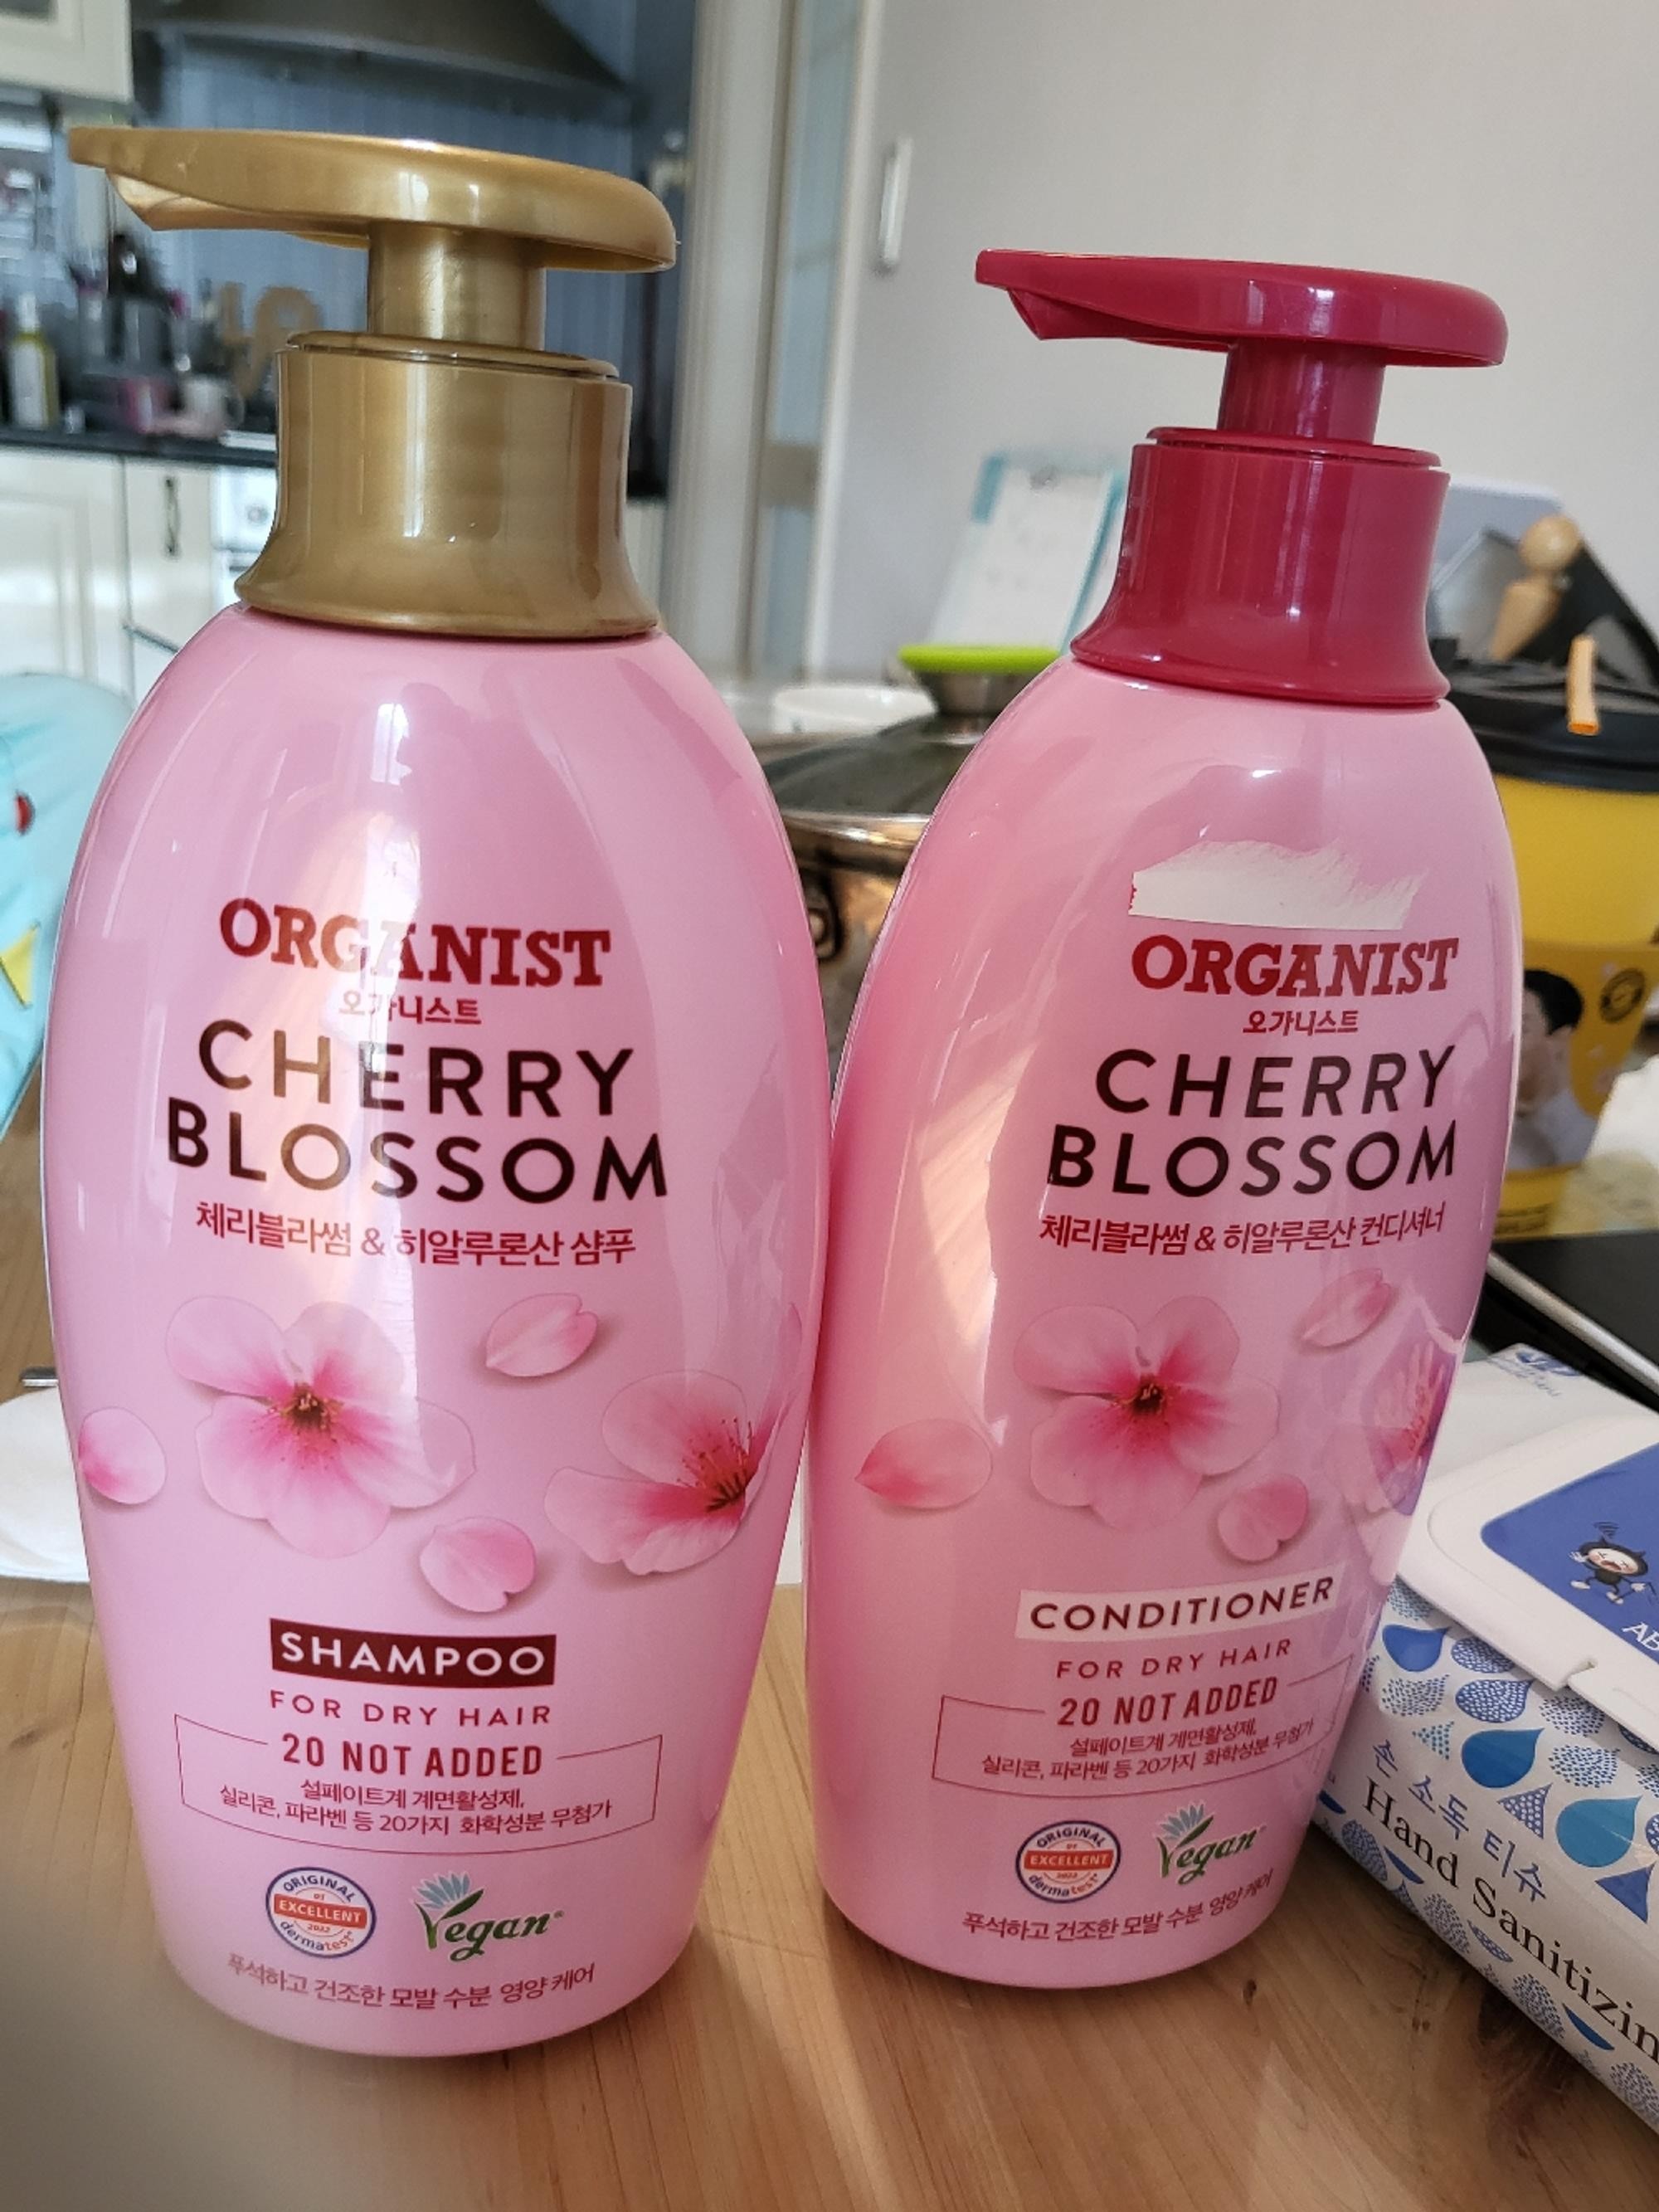 ORGANIST
오가니스트
CHERRY
BLOSSOM
체리블라썸 & 히알루론산 샴푸
SHAMPOO
FOR DRY HAIR
20 NOT ADDED
설페이트계 계면활성제,
실리콘, 파라벤 등 20가지 화학성분 무첨가
ORIGINAL
of
EXCELLENT
2022
dermatest
Vegan
푸석하고 건조한 모발 수분 영양 케어
ORGANIST
오가니스트
CHERRY
BLOSSOM
체리블라썸 & 히알루론산 컨디셔너
CONDITIONER
FOR DRY HAIR
20 NOT ADDED
설페이트계 계면활성제,
실리콘, 파라벤 등 20가지 화학성분 무첨가
ORIGINAL
of
EXCELLENT
2022
dermatest
Vegan
푸석하고 건조한 모발 수분 영양 케어
AB
손 소독 티슈
Hand Sanitizin